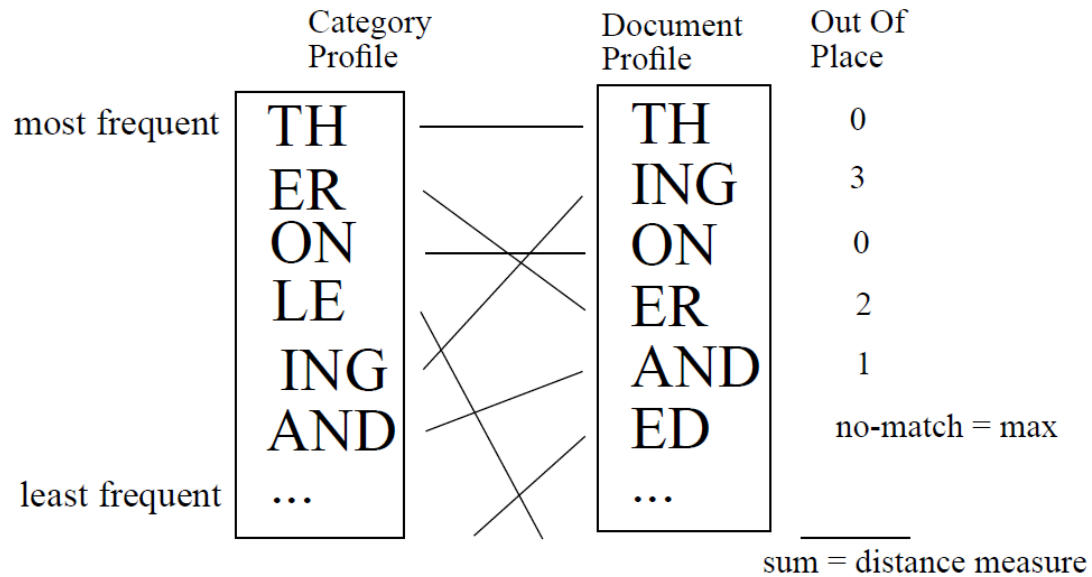 Category
Profile
Document
Profile
Out Of
Place
most frequent
TH
TH
0
ER
ING
3
ON
ON
0
LE
ER
2
ING
AND
1
AND
ED
no-match = max
least frequent
...
...
sum = distance measure